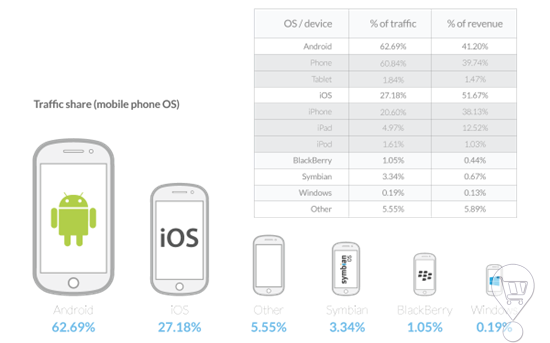 OS / device % of traffic % of revenue
Android 62.69% 41.20%
Phone 60.84% 39.74%
Tablet 1.84% 1.47%
iOS 27.18% 51.67%
iPhone 20.60% 38.13%
iPad 4.97% 12.52%
iPod 1.61% 1.03%
BlackBerry 1.05% 0.44%
Symbian 3.34% 0.67%
Windows 0.19% 0.13%
Other 5.55% 5.89%
Traffic share (mobile phone OS)
iOS
symbian
OS
Android iOS Other Symbian BlackBerry Windows
62.69% 27.18% 5.55% 3.34% 1.05% 0.19%